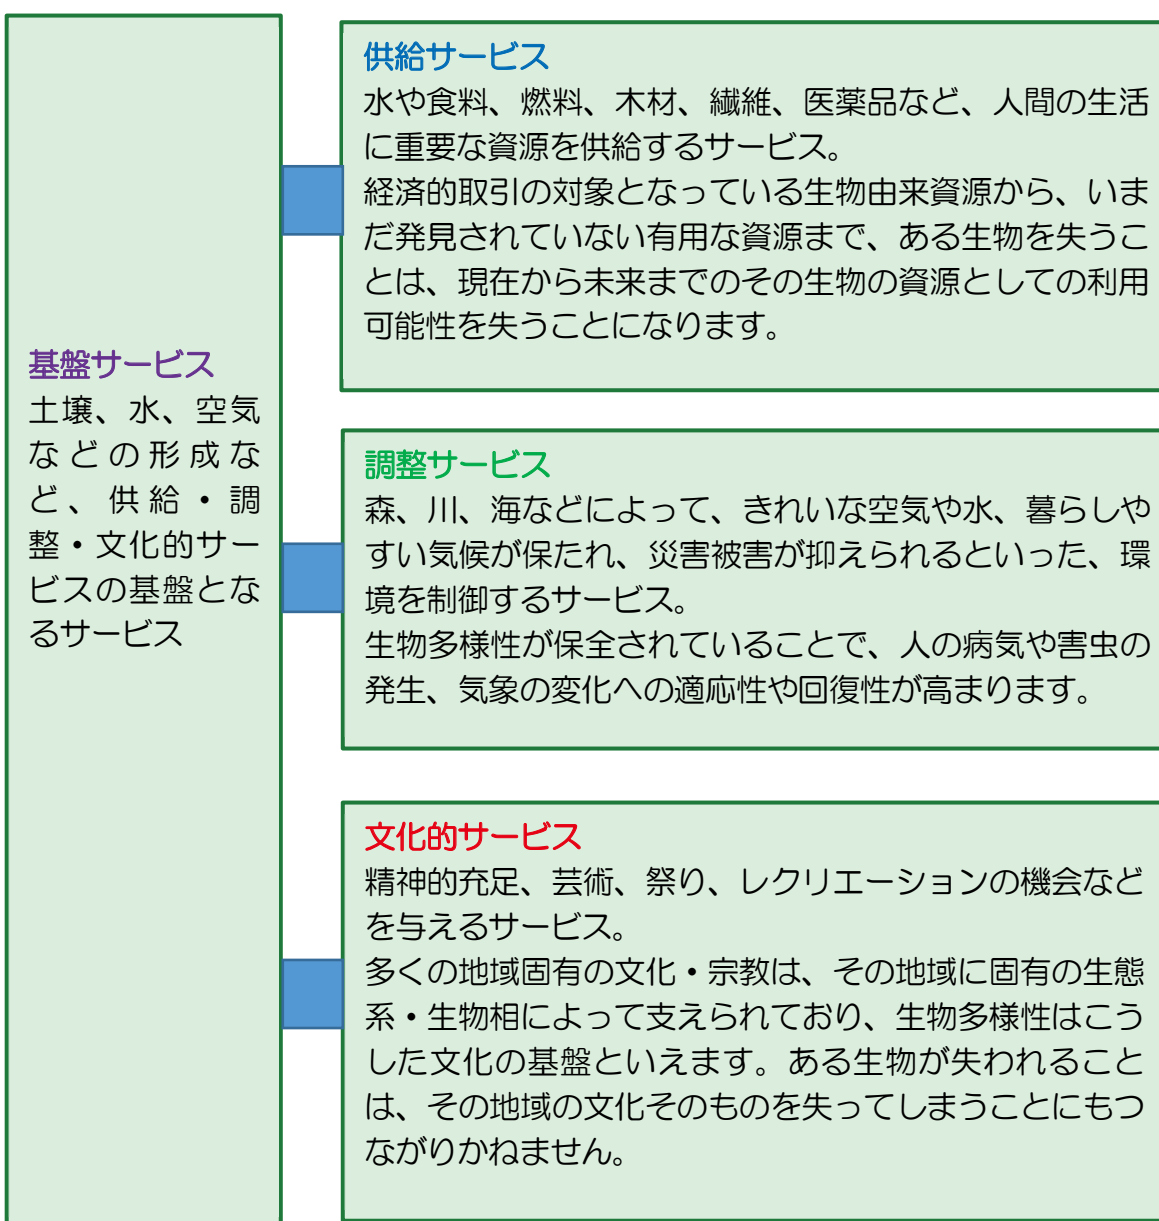 基盤サービス
土壌、水、空気
などの形成な
ど、供給・調
整・文化的サー
ビスの基盤とな
るサービス
供給サービス
水や食料、燃料、木材、繊維、医薬品など、人間の生活
に重要な資源を供給するサービス。
経済的取引の対象となっている生物由来資源から、いま
だ発見されていない有用な資源まで、ある生物を失うこ
とは、現在から未来までのその生物の資源としての利用
可能性を失うことになります。
調整サービス
森、川、海などによって、きれいな空気や水、暮らしや
すい気候が保たれ、災害被害が抑えられるといった、環
境を制御するサービス。
生物多様性が保全されていることで、人の病気や害虫の
発生、気象の変化への適応性や回復性が高まります。
文化的サービス
精神的充足、芸術、祭り、レクリエーションの機会など
を与えるサービス。
多くの地域固有の文化・宗教は、その地域に固有の生態
系・生物相によって支えられており、生物多様性はこう
した文化の基盤といえます。ある生物が失われること
は、その地域の文化そのものを失ってしまうことにもつ
ながりかねません。